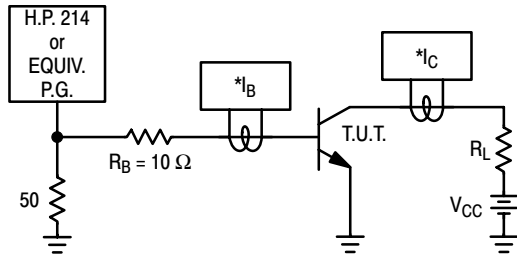 H.P. 214
or
EQUIV.
P.G.
*I_B
*I_C
T.U.T.
R_B = 10 Ω
R_L
50
V_CC